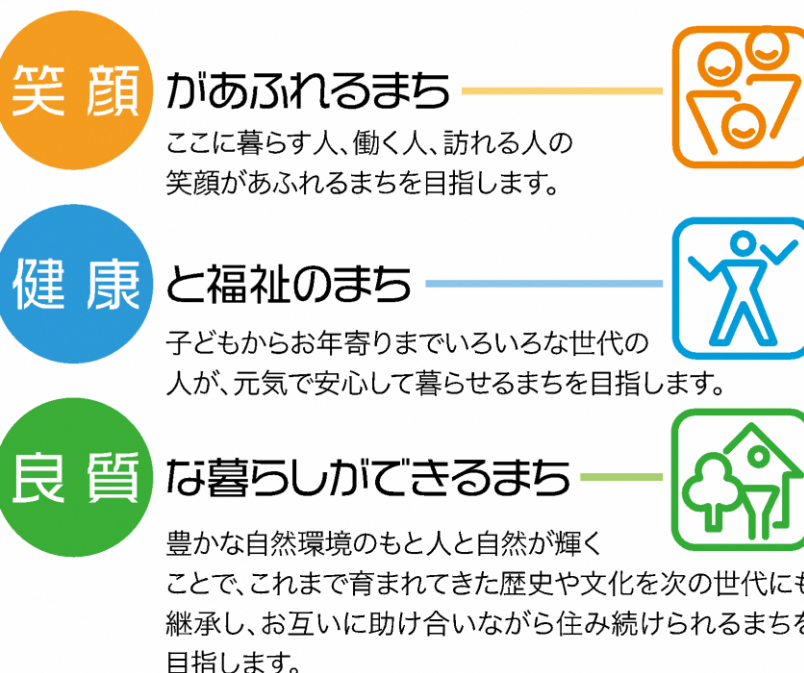 笑顔があふれるまち
ここに暮らす人、働く人、訪れる人の
笑顔があふれるまちを目指します。
健康と福祉のまち
子どもからお年寄りまでいろいろな世代の
人が、元気で安心して暮らせるまちを目指します。
良質な暮らしができるまち
豊かな自然環境のもと人と自然が輝く
ことで、これまで育まれてきた歴史や文化を次の世代にも
継承し、お互いに助け合いながら住み続けられるまちを
目指します。